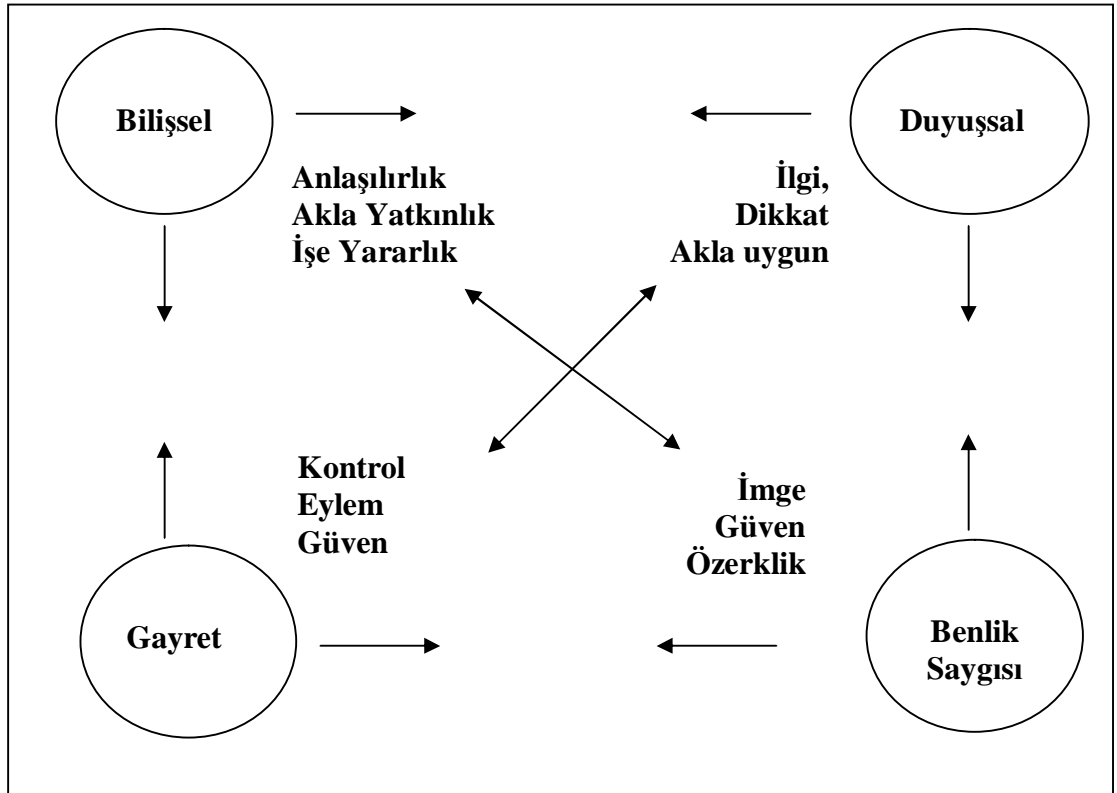 Bilişsel
Duyuşsal
Anlaşılırlık
Akla Yatkınlık
İşe Yararlık
İlgi,
Dikkat
Akla uygun
Kontrol
Eylem
Güven
İmge
Güven
Özerklik
Gayret
Benlik
Saygısı